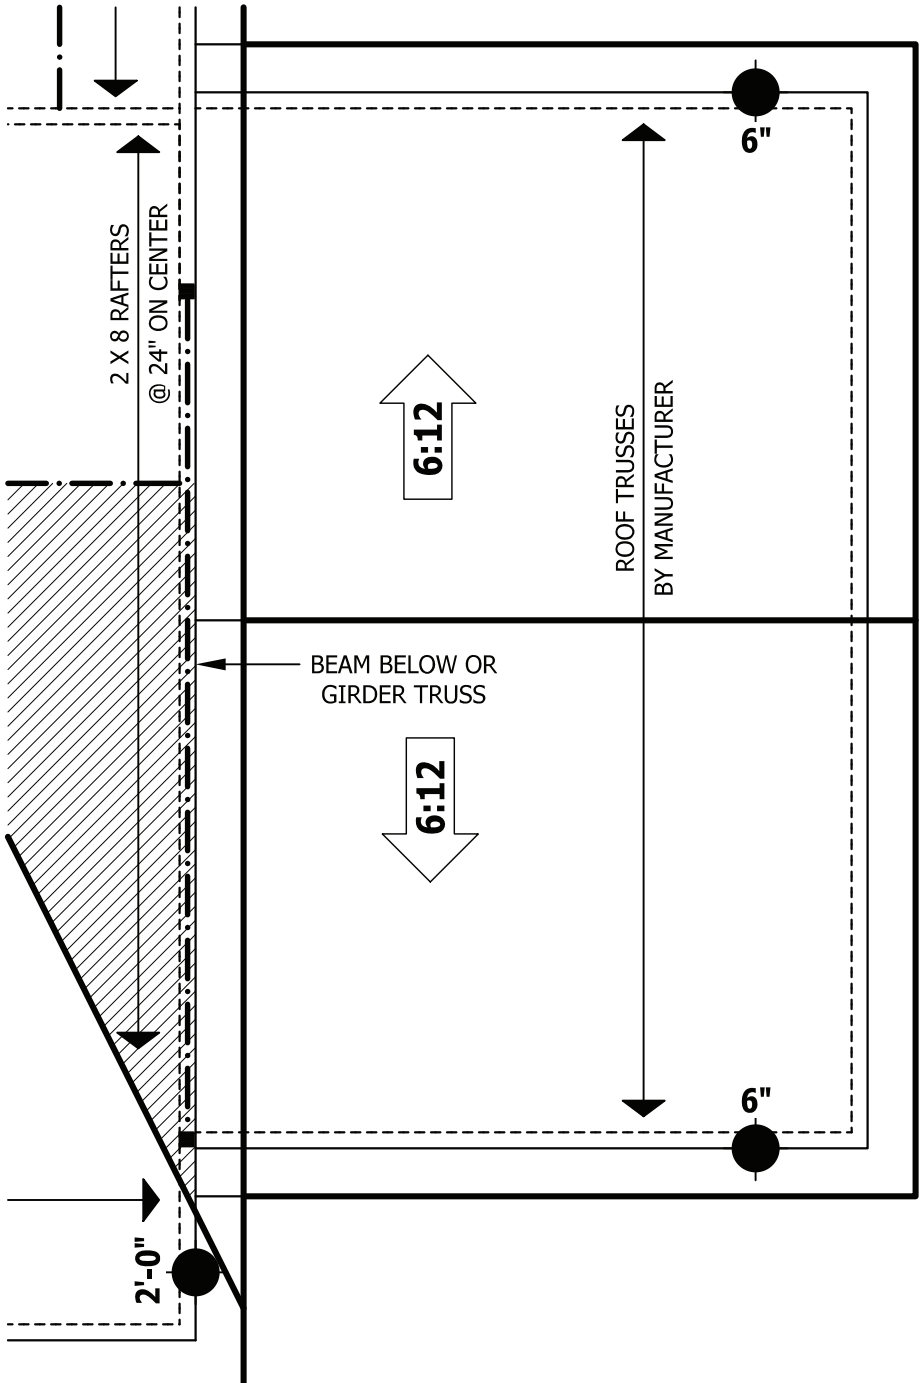 6"
2 X 8 RAFTERS
@ 24" ON CENTER
6:12
ROOF TRUSSES
BY MANUFACTURER
BEAM BELOW OR
GIRDER TRUSS
6:12
6"
2'-0"